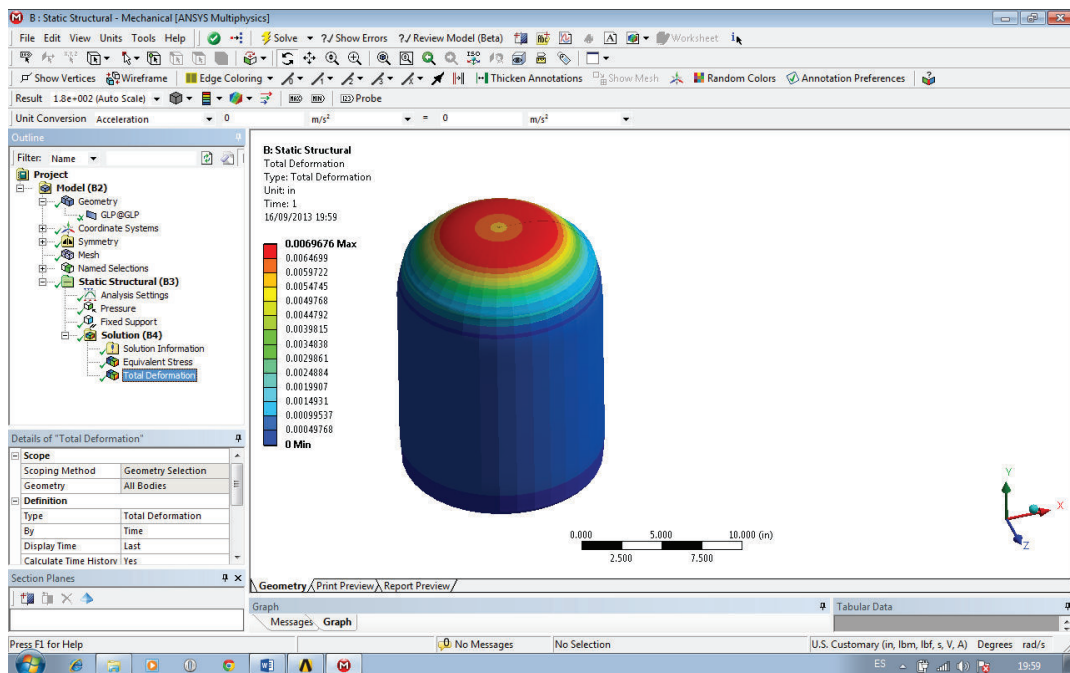 B : Static Structural - Mechanical [ANSYS Multiphysics]
File Edit View Units Tools Help Solve ?/ Show Errors ?/ Review Model (Beta) A Worksheet i
Show Vertices Wireframe Edge Coloring Thicken Annotations Show Mesh Random Colors Annotation Preferences
Result 1.8e+002 (Auto Scale) MAX MIN Probe
Unit Conversion Acceleration 0 m/s² = 0 m/s²
Outline
Filter: Name
Project
Model (B2)
Geometry
GLP@GLP
Coordinate Systems
Symmetry
Mesh
Named Selections
Static Structural (B3)
Analysis Settings
Pressure
Fixed Support
Solution (B4)
Solution Information
Equivalent Stress
Total Deformation
Details of "Total Deformation"
Scope
Scoping Method Geometry Selection
Geometry All Bodies
Definition
Type Total Deformation
By Time
Display Time Last
Calculate Time History Yes
Section Planes
B: Static Structural
Total Deformation
Type: Total Deformation
Unit: in
Time: 1
16/09/2013 19:59
0.0069676 Max
0.0064699
0.0059722
0.0054745
0.0049768
0.0044792
0.0039815
0.0034838
0.0029861
0.0024884
0.0019907
0.0014931
0.00099537
0.00049768
0 Min
0.000 5.000 10.000 (in)
2.500 7.500
Y
X
Z
Geometry Print Preview Report Preview
Graph
Messages Graph
Tabular Data
Press F1 for Help 0 No Messages No Selection U.S. Customary (in, lbm, lbf, s, V, A) Degrees rad/s
ES 19:59